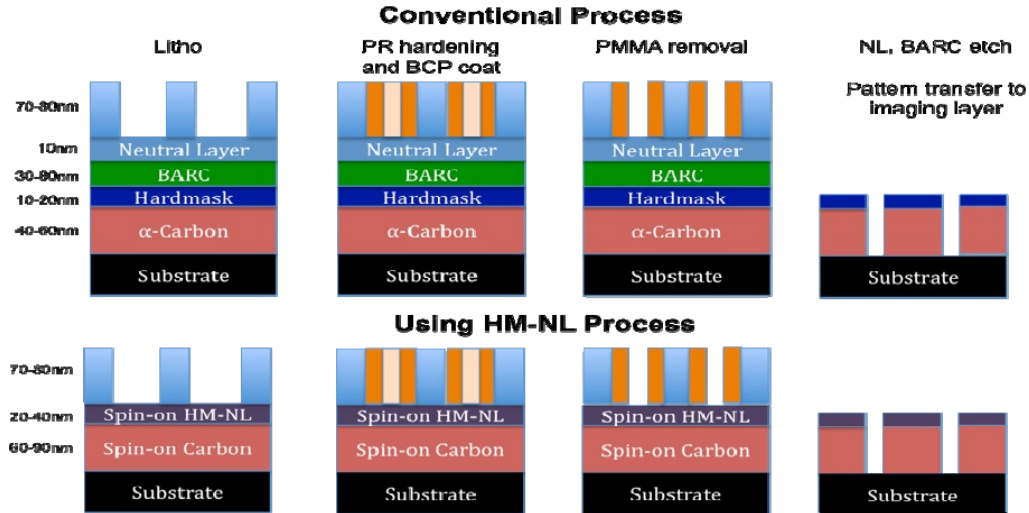 Conventional Process
Litho
PR hardening
and BCP coat
PMMA removal
NL, BARC etch
Pattern transfer to
imaging layer
70-80nm
10nm
Neutral Layer
Neutral Layer
Neutral Layer
30-80nm
BARC
BARC
BARC
10-20nm
Hardmask
Hardmask
Hardmask
40-60nm
α-Carbon
α-Carbon
α-Carbon
Substrate
Substrate
Substrate
Substrate
Using HM-NL Process
70-80nm
20-40nm
Spin-on HM-NL
Spin-on HM-NL
Spin-on HM-NL
60-90nm
Spin-on Carbon
Spin-on Carbon
Spin-on Carbon
Substrate
Substrate
Substrate
Substrate